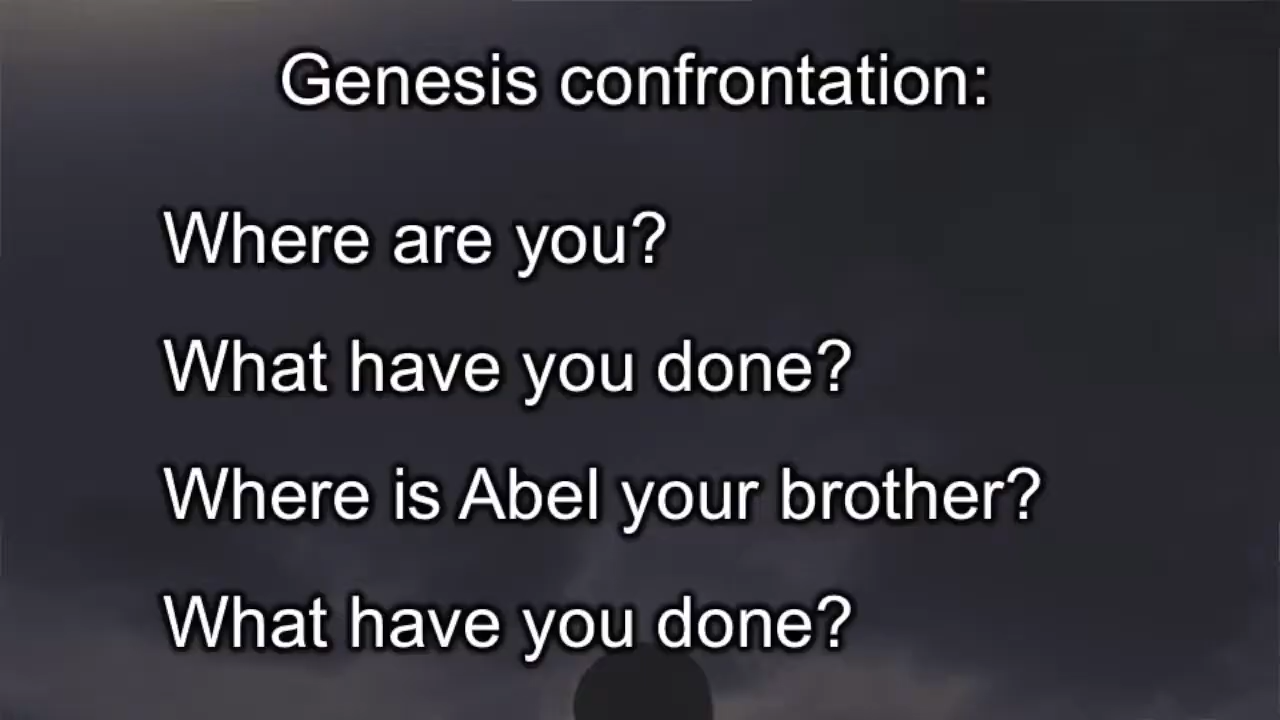 Genesis confrontation:
Where are you?
What have you done?
Where is Abel your brother?
What have you done?